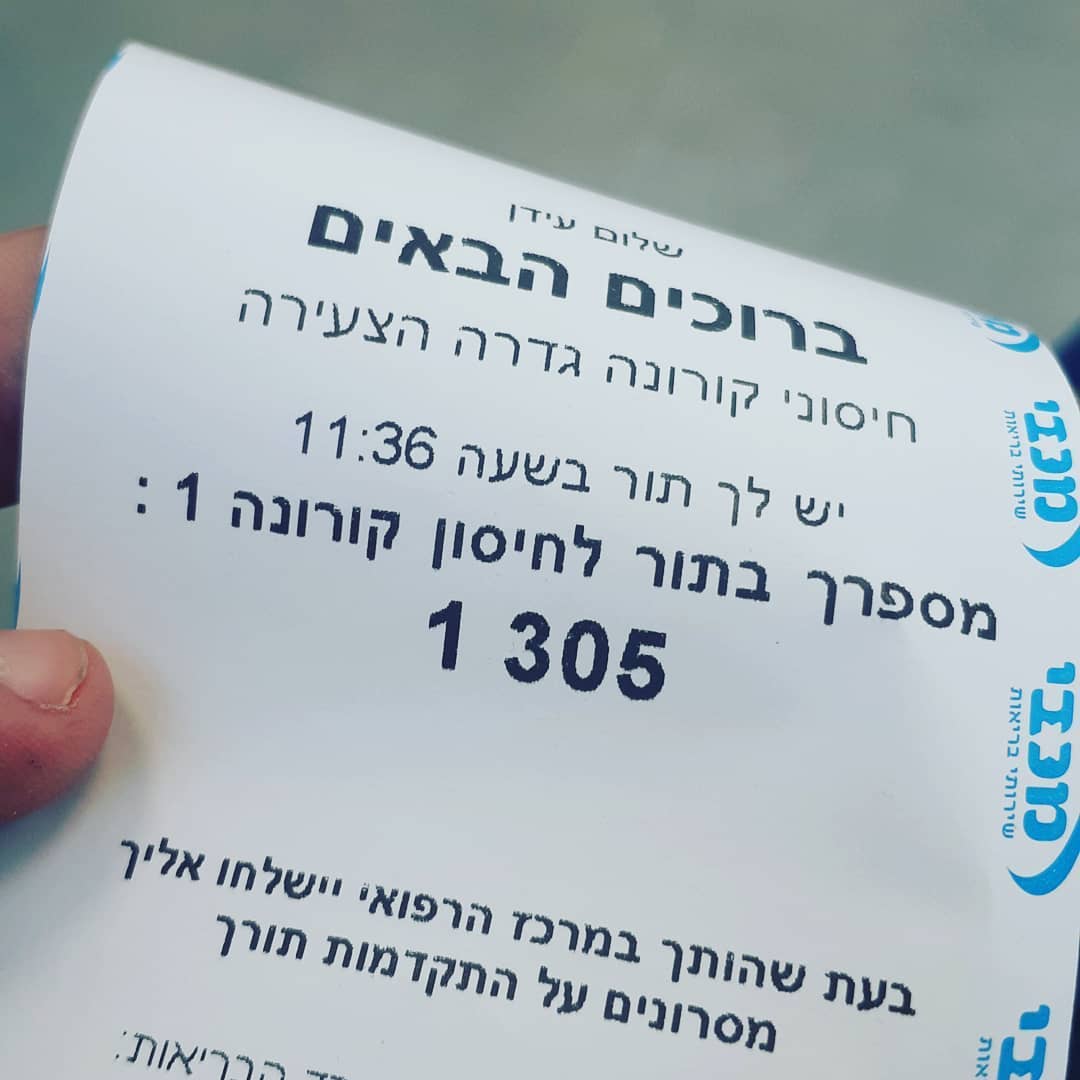 שלום עידן
ברוכים הבאים
חיסוני קורונה גדרה הצעירה
יש לך תור בשעה 11:36
מספרך בתור לחיסון קורונה 1 :
1 305
בעת שהותך במרכז הרפואי יישלחו אליך
מסרונים על התקדמות תורך
הבריאות:
מכבי
מכבי
שירותי בריאות
מכבי
שירותי בריאות